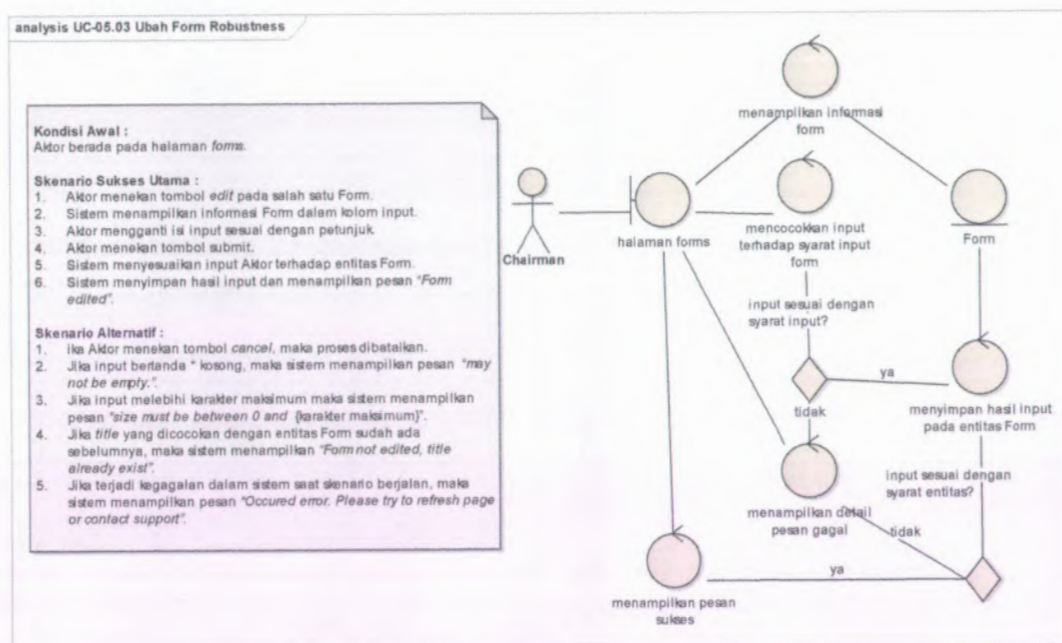 analysis UC-05.03 Ubah Form Robustness
Kondisi Awal :
Aktor berada pada halaman forms.
Skenario Sukses Utama :
1. Aktor menekan tombol edit pada salah satu Form.
2. Sistem menampilkan informasi Form dalam kolom input.
3. Aktor mengganti isi input sesuai dengan petunjuk.
4. Aktor menekan tombol submit.
5. Sistem menyesuaikan input Aktor terhadap entitas Form.
6. Sistem menyimpan hasil input dan menampilkan pesan "Form
edited".
Skenario Alternatif :
1. ika Aktor menekan tombol cancel, maka proses dibatalkan.
2. Jika input bertanda * kosong, maka sistem menampilkan pesan "may
not be empty.".
3. Jika input melebihi karakter maksimum maka sistem menampilkan
pesan "size must be between 0 and {karakter maksimum}".
4. Jika title yang dicocokan dengan entitas Form sudah ada
sebelumnya, maka sistem menampilkan "Form not edited, title
already exist".
5. Jika terjadi kegagalan dalam sistem saat skenario berjalan, maka
sistem menampilkan pesan "Occured error. Please try to refresh page
or contact support".
Chairman
halaman forms
menampilkan informasi
form
mencocokkan input
terhadap syarat input
form
Form
input sesuai dengan
syarat input?
ya
tidak
menyimpan hasil input
pada entitas Form
menampilkan detail
pesan gagal
input sesuai dengan
syarat entitas?
tidak
ya
menampilkan pesan
sukses